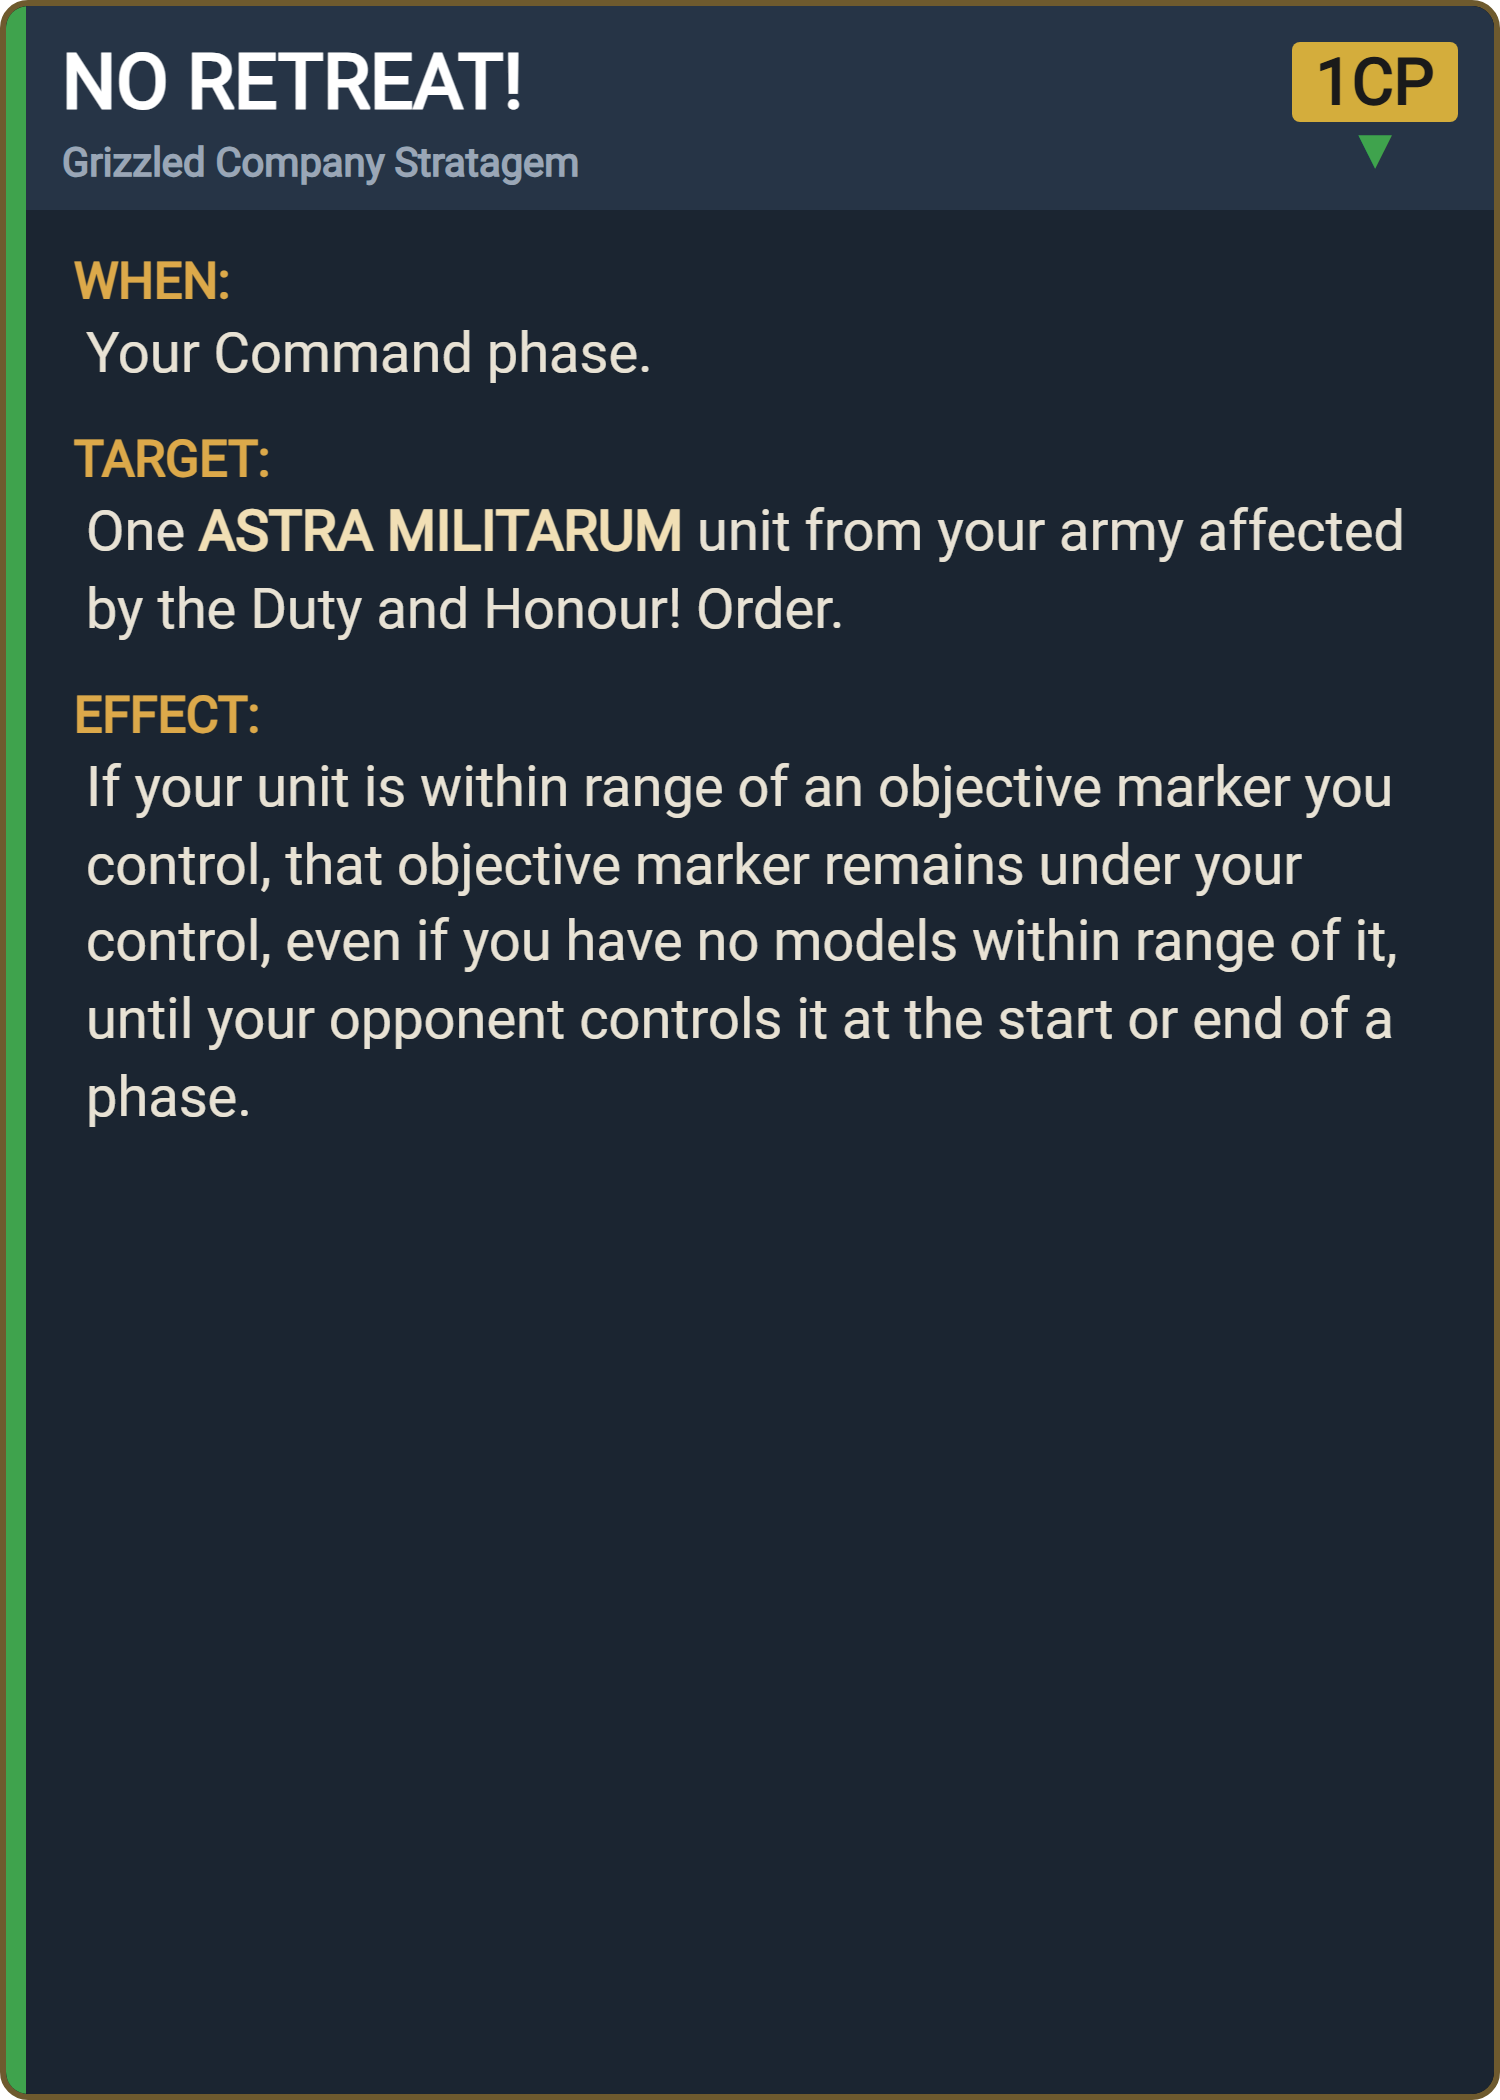 NO RETREAT!
1CP
Grizzled Company Stratagem
WHEN:
Your Command phase.
TARGET:
One ASTRA MILITARUM unit from your army affected
by the Duty and Honour! Order.
EFFECT:
If your unit is within range of an objective marker you
control, that objective marker remains under your
control, even if you have no models within range of it,
until your opponent controls it at the start or end of a
phase.